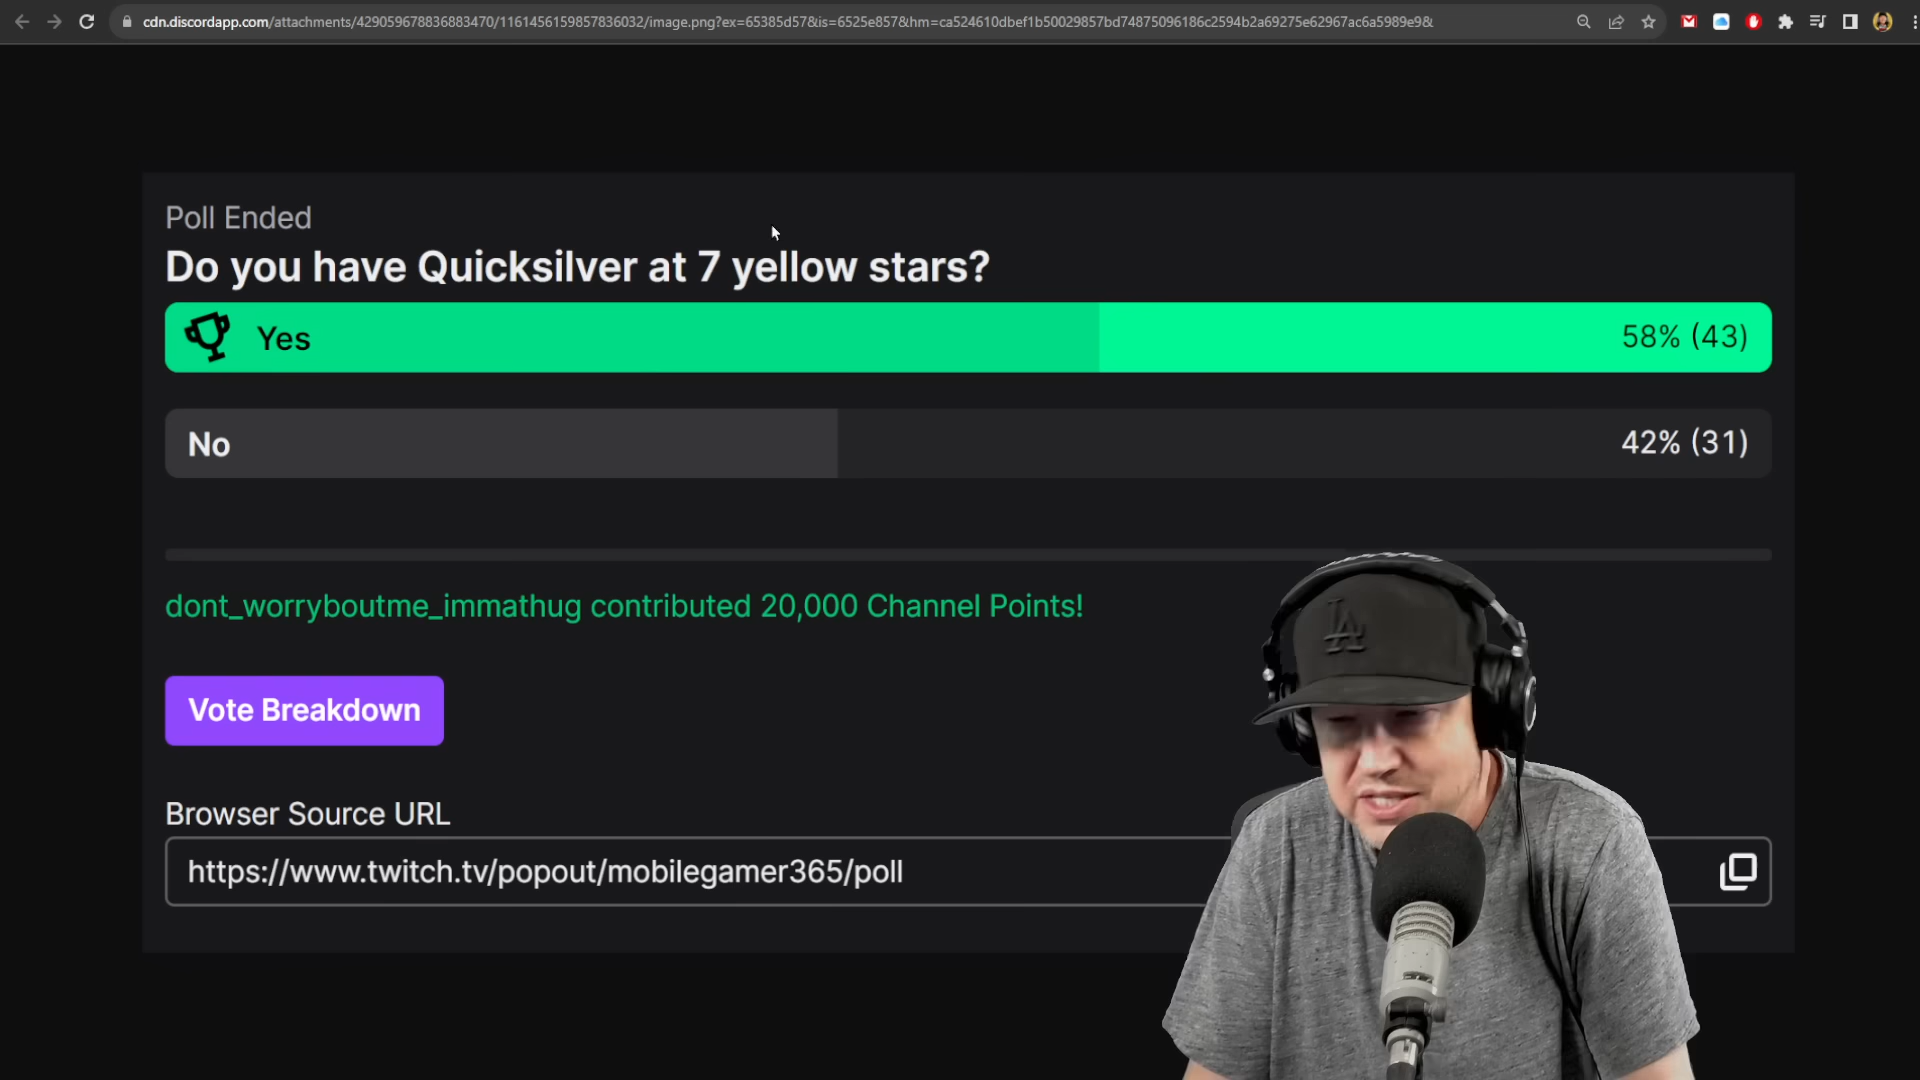 cdn.discordapp.com/attachments/429059678836883470/1161456159857836032/image.png?ex=65385d57&is=6525e857&hm=ca524610dbef1b50029857bd74875096186c2594b2a69275e62967ac6a5989e9&
Poll Ended
Do you have Quicksilver at 7 yellow stars?
Yes 58% (43)
No 42% (31)
dont_worryboutme_immathug contributed 20,000 Channel Points!
LA
Vote Breakdown
Browser Source URL
https://www.twitch.tv/popout/mobilegamer365/poll